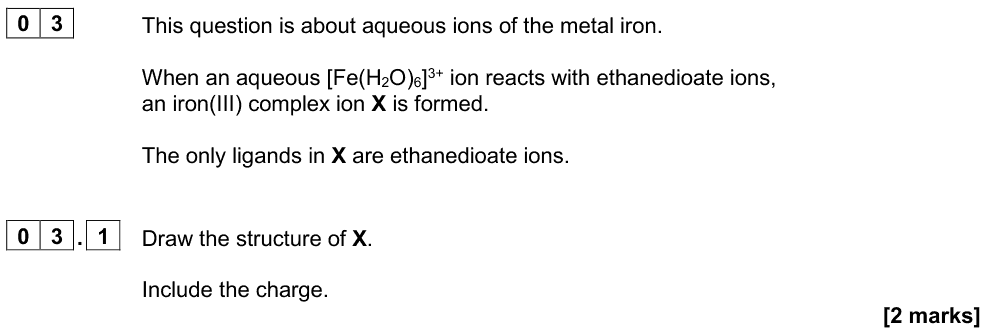 0 3 This question is about aqueous ions of the metal iron.
When an aqueous [Fe(H₂O)₆]³⁺ ion reacts with ethanedioate ions,
an iron(III) complex ion X is formed.
The only ligands in X are ethanedioate ions.
0 3 . 1 Draw the structure of X.
Include the charge.
[2 marks]